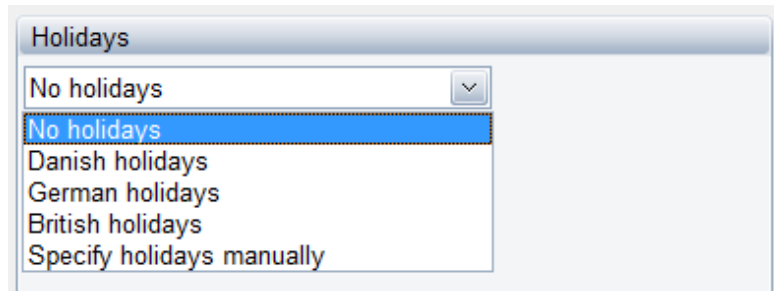 Holidays
No holidays
No holidays
Danish holidays
German holidays
British holidays
Specify holidays manually